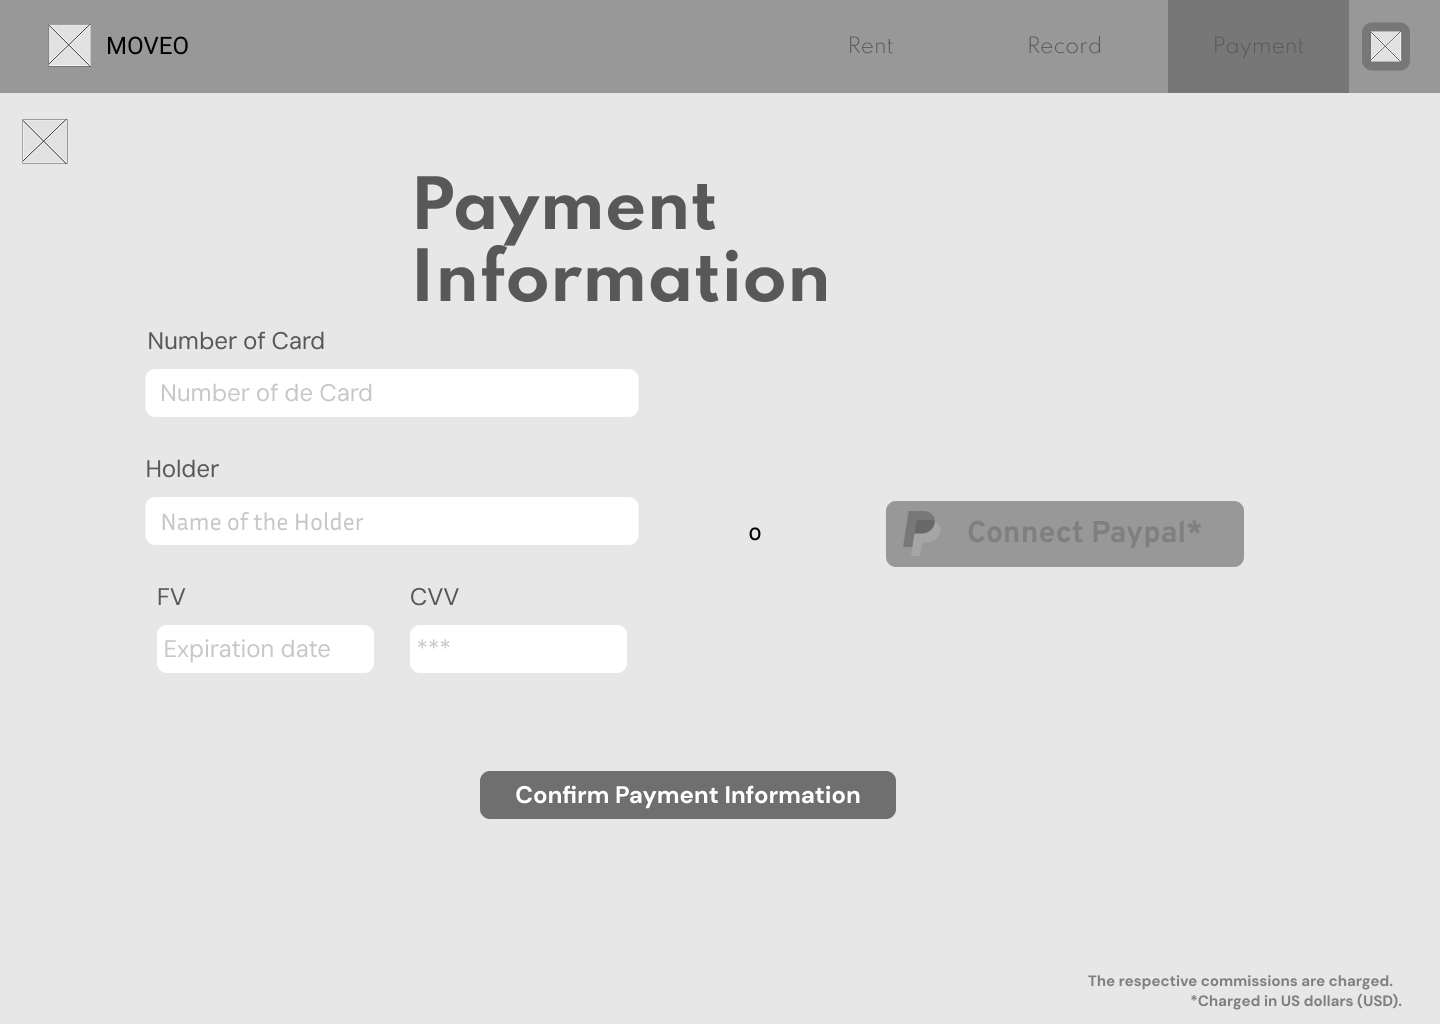 MOVEO
Rent
Record
Payment
Payment
Information
Number of Card
Number of de Card
Holder
Name of the Holder
o
Connect Paypal*
FV
CVV
Expiration date
***
Confirm Payment Information
The respective commissions are charged.
*Charged in US dollars (USD).